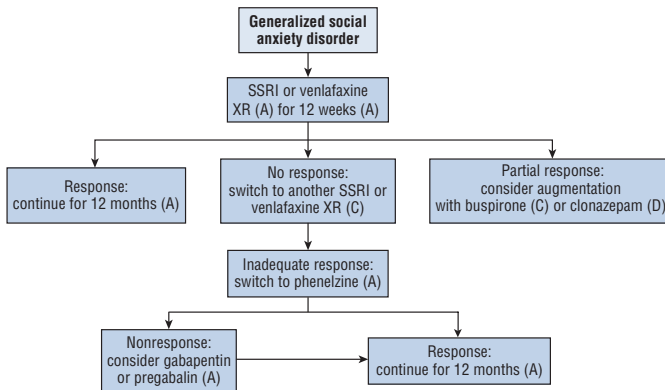 Generalized social
anxiety disorder
SSRI or venlafaxine
XR (A) for 12 weeks (A)
Response:
continue for 12 months (A)
No response:
switch to another SSRI or
venlafaxine XR (C)
Partial response:
consider augmentation
with buspirone (C) or clonazepam (D)
Inadequate response:
switch to phenelzine (A)
Nonresponse:
consider gabapentin
or pregabalin (A)
Response:
continue for 12 months (A)